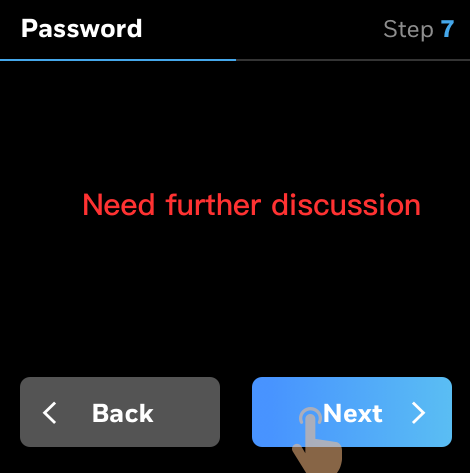 Password
Step 7
Need further discussion
Back
Next